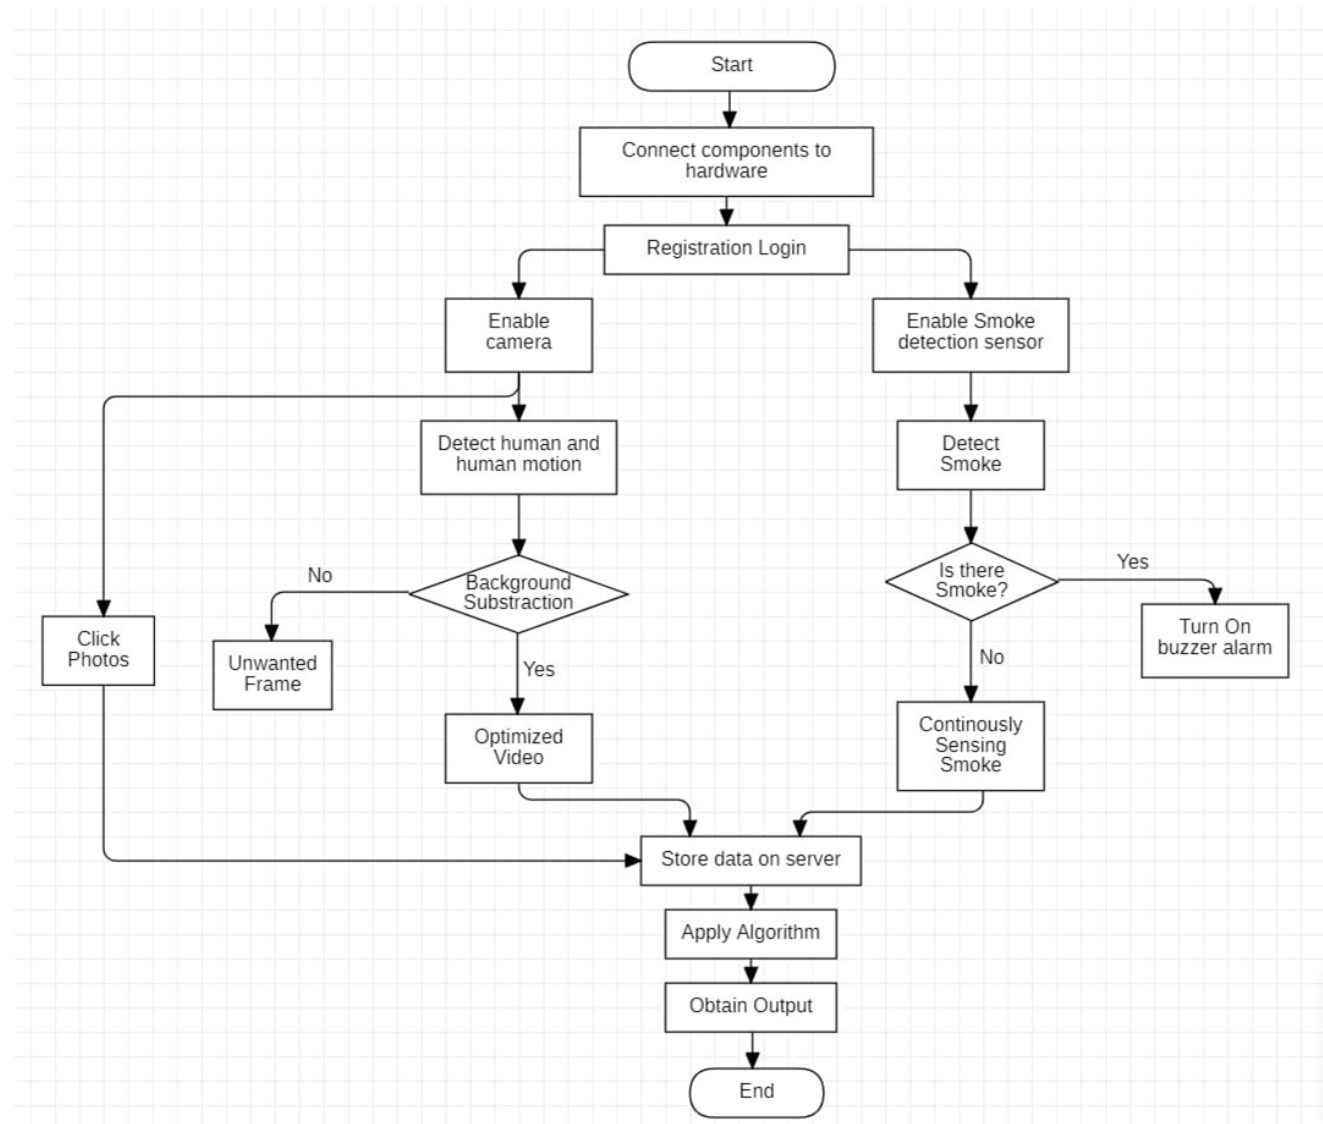 Start
Connect components to
hardware
Registration Login
Enable
camera
Enable Smoke
detection sensor
Detect human and
human motion
Detect
Smoke
No
Background
Substraction
Is there
Smoke?
Yes
Click
Photos
Unwanted
Frame
Yes
No
Turn On
buzzer alarm
Optimized
Video
Continously
Sensing
Smoke
Store data on server
Apply Algorithm
Obtain Output
End